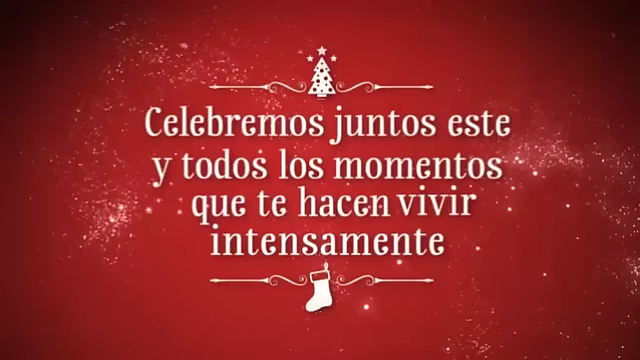 Celebremos juntos este
y todos los momentos
que te hacen vivir
intensamente